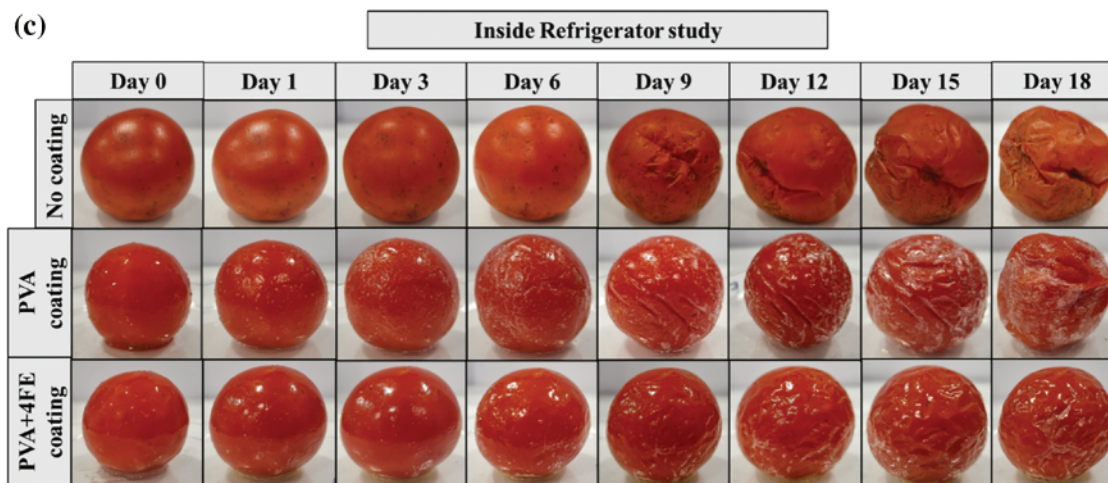 (c)
Inside Refrigerator study
Day 0 Day 1 Day 3 Day 6 Day 9 Day 12 Day 15 Day 18
No coating
PVA
coating
PVA+4FE
coating